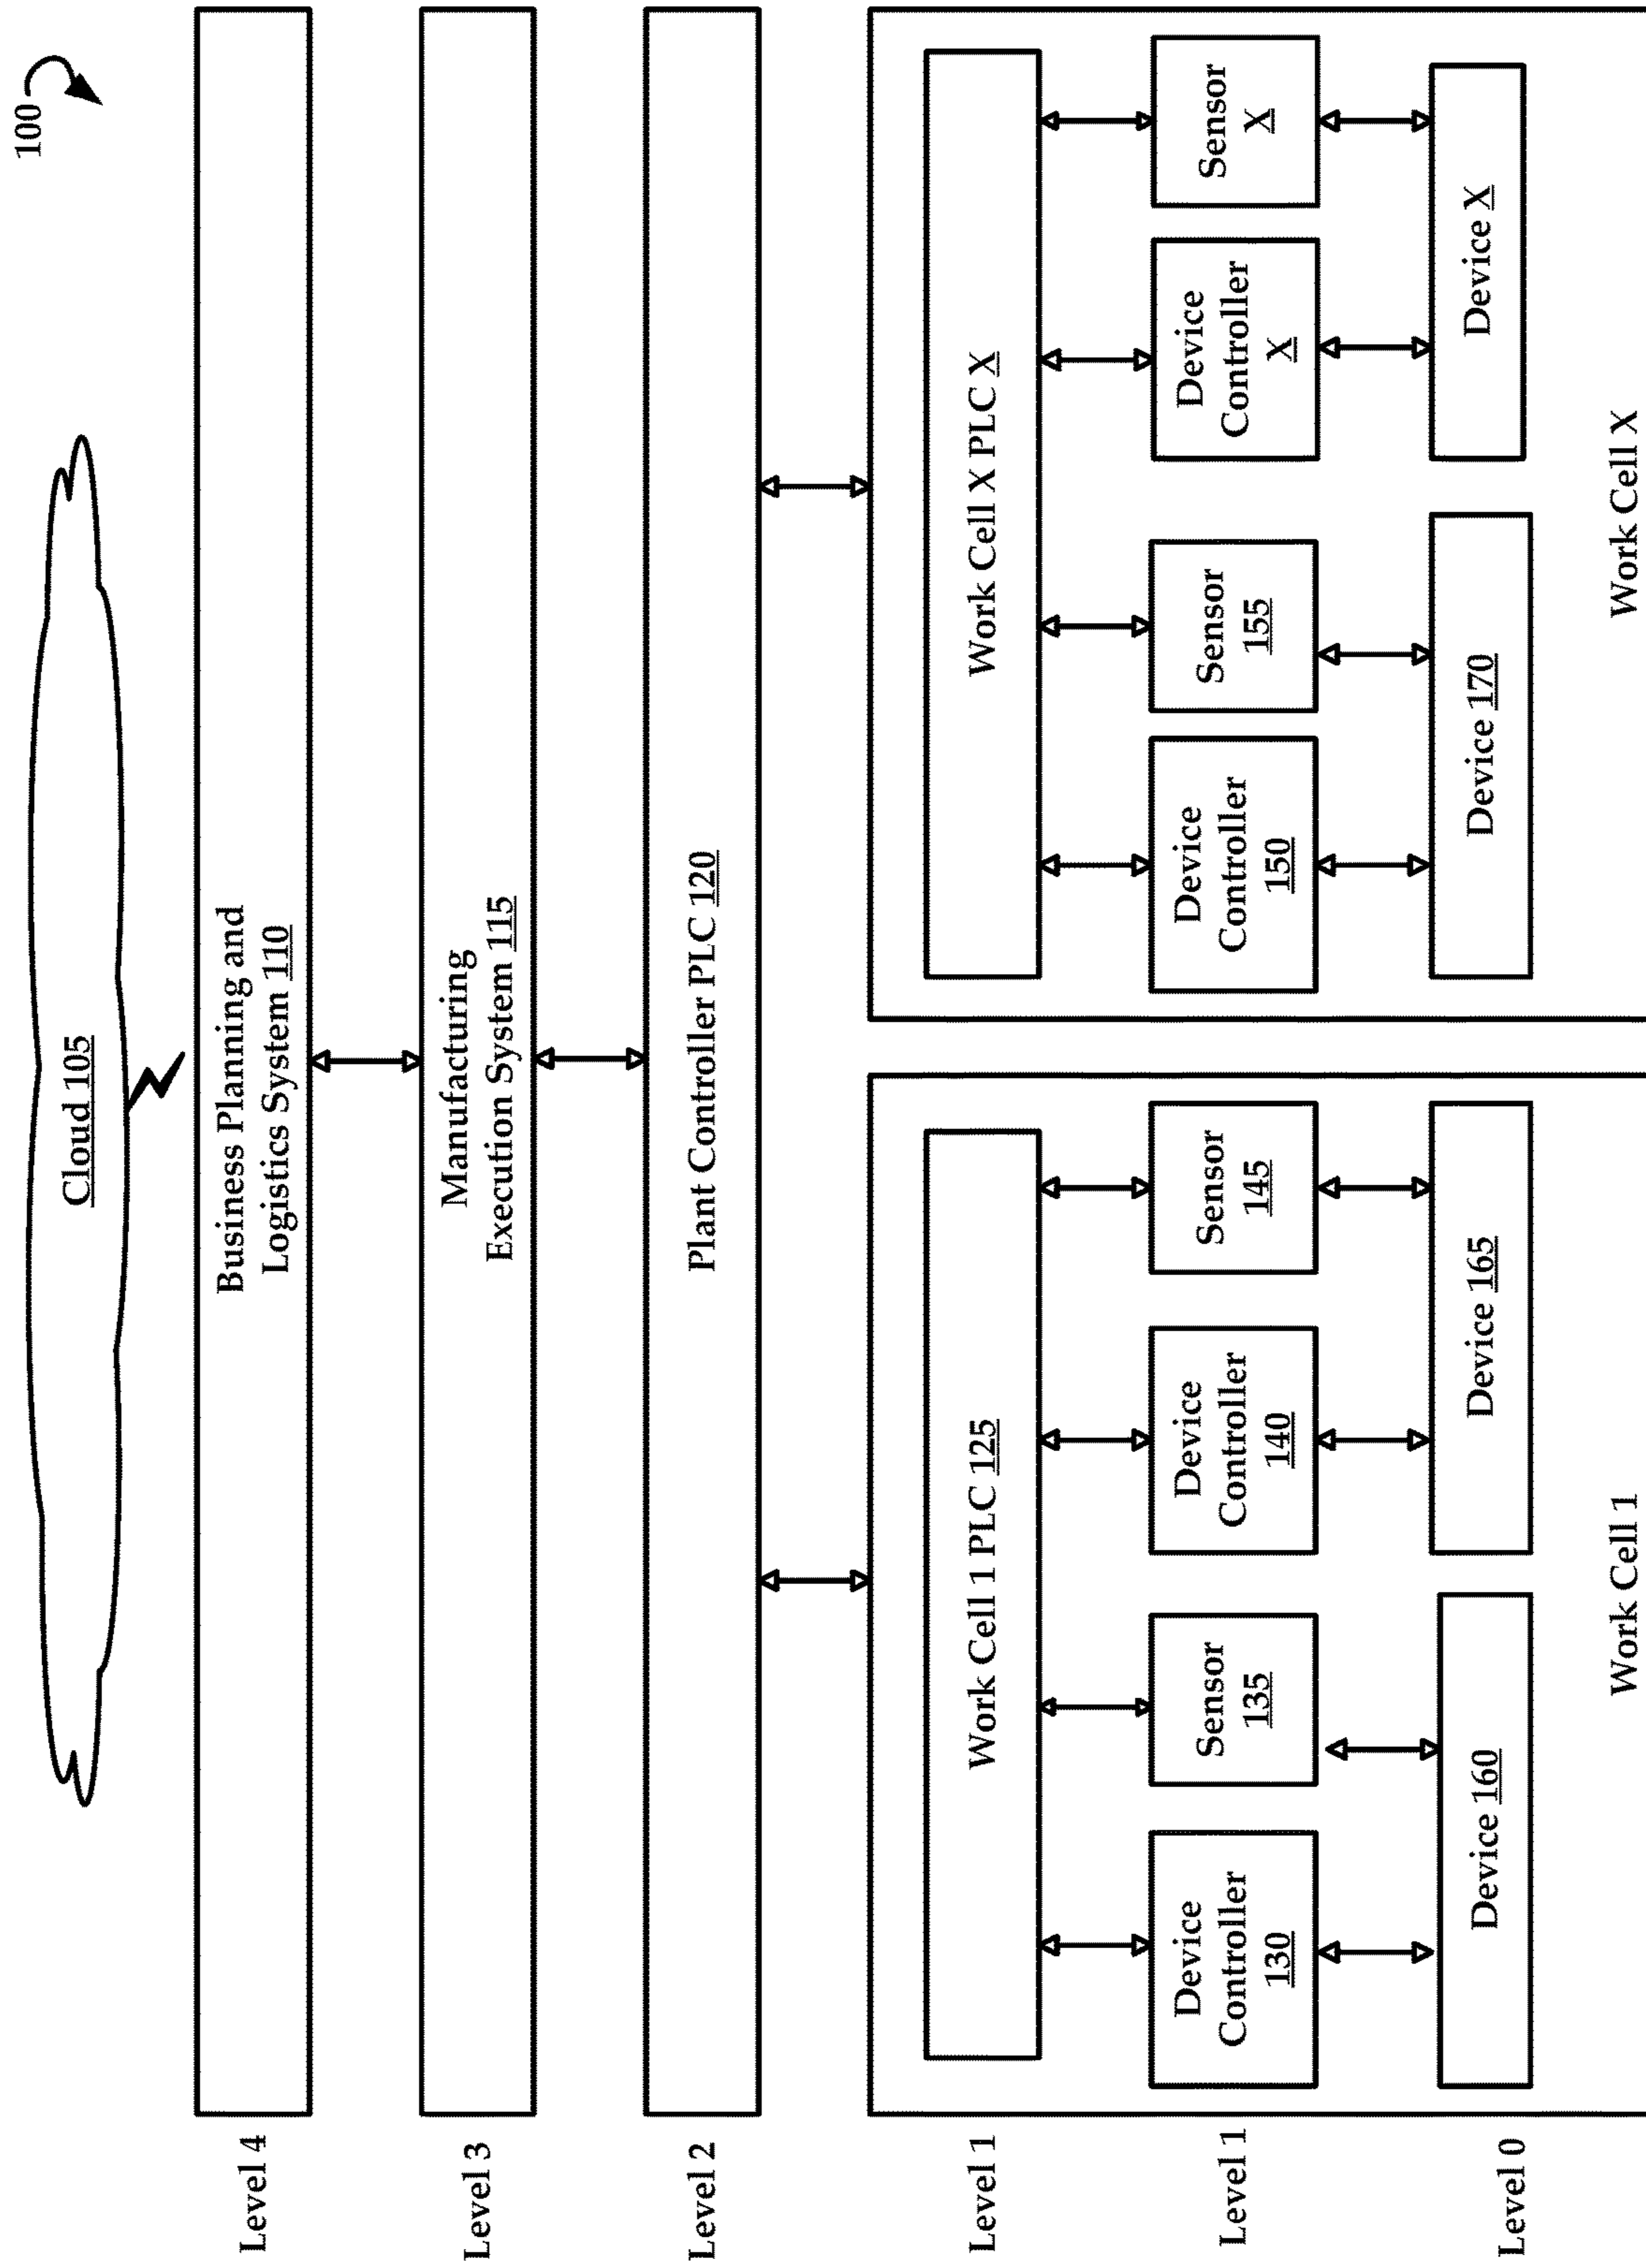 100
Cloud 105
Level 4
Business Planning and
Logistics System 110
Level 3
Manufacturing
Execution System 115
Level 2
Plant Controller PLC 120
Level 1
Work Cell 1 PLC 125
Work Cell X PLC X
Level 1
Device
Controller
130
Sensor
135
Device
Controller
140
Sensor
145
Device
Controller
150
Sensor
155
Device
Controller
X
Sensor
X
Level 0
Device 160
Device 165
Device 170
Device X
Work Cell 1
Work Cell X